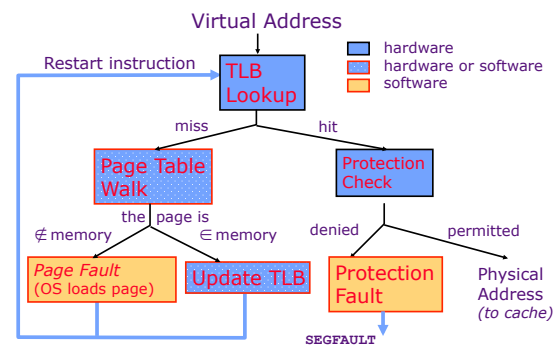 Virtual Address
hardware
hardware or software
software
Restart instruction
TLB
Lookup
miss
hit
Page Table
Walk
Protection
Check
the page is
∉ memory
∈ memory
denied
permitted
Page Fault
(OS loads page)
Update TLB
Protection
Fault
Physical
Address
(to cache)
SEGFAULT